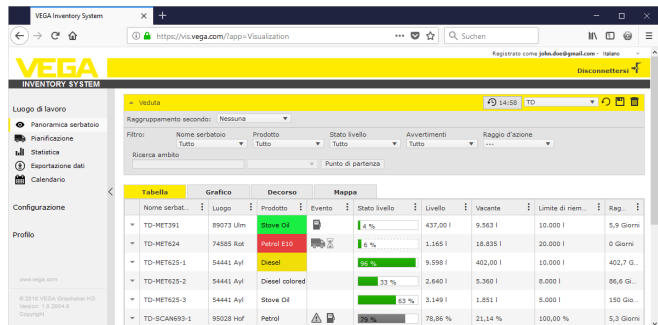 VEGA Inventory System
https://vis.vega.com/?app=Visualization
Suchen
Registrato come john.doe@gmail.com - Italano
VEGA
INVENTORY SYSTEM
Disconnettersi
Luogo di lavoro
Panoramica serbatoio
Pianificazione
Statistica
Esportazione dati
Calendario
Configurazione
Profilo
www.vega.com
© 2018 VEGA Grieshaber KG
Copyright
Veduta
14:58
TD
Raggruppamento secondo: Nessuna
Filtro: Nome serbatoio Prodotto Stato livello Avvertimenti Raggio d'azione
Tutto Tutto Tutto Tutto ---
Ricerca ambito
Punto di partenza
Tabella Grafico Decorso Mappa
Nome serbat... Luogo Prodotto Evento Stato livello Livello Vacante Limite di riem... Rag...
TD-MET391 89073 Ulm Stove Oil 4 % 437,00 l 9.563 l 10.000 l 5,9 Giorni
TD-MET624 74585 Rot Petrol E10 6 % 1.165 l 18.835 l 20.000 l 0 Giorni
TD-MET625-1 54441 Ayl Diesel 96 % 9.598 l 402,00 l 10.000 l 402,7 G...
TD-MET625-2 54441 Ayl Diesel colored 33 % 2.640 l 5.360 l 8.000 l 86,6 Gi...
TD-MET625-3 54441 Ayl Stove Oil 63 % 3.149 l 1.851 l 5.000 l 150 Gio...
TD-SCAN693-1 95028 Hof Petrol 79 % 78,86 % 21,14 % 100,00 % 5,3 Giorni